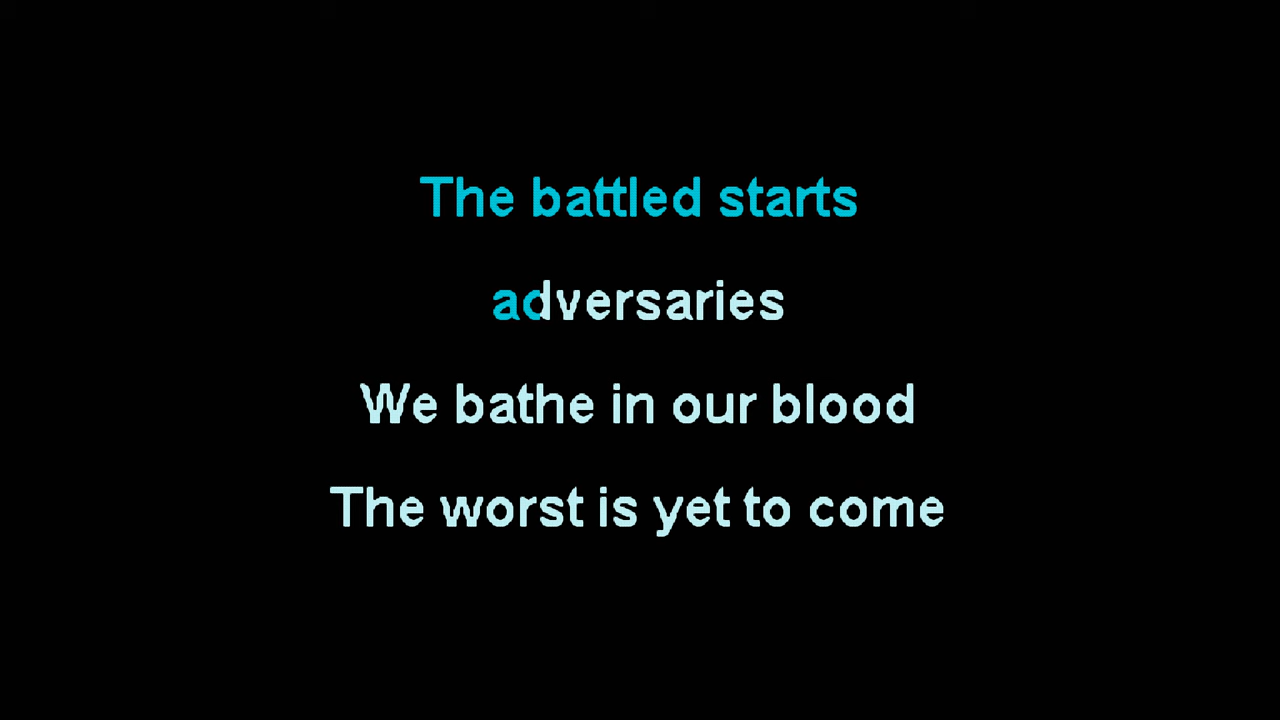 The battled starts
adversaries
We bathe in our blood
The worst is yet to come